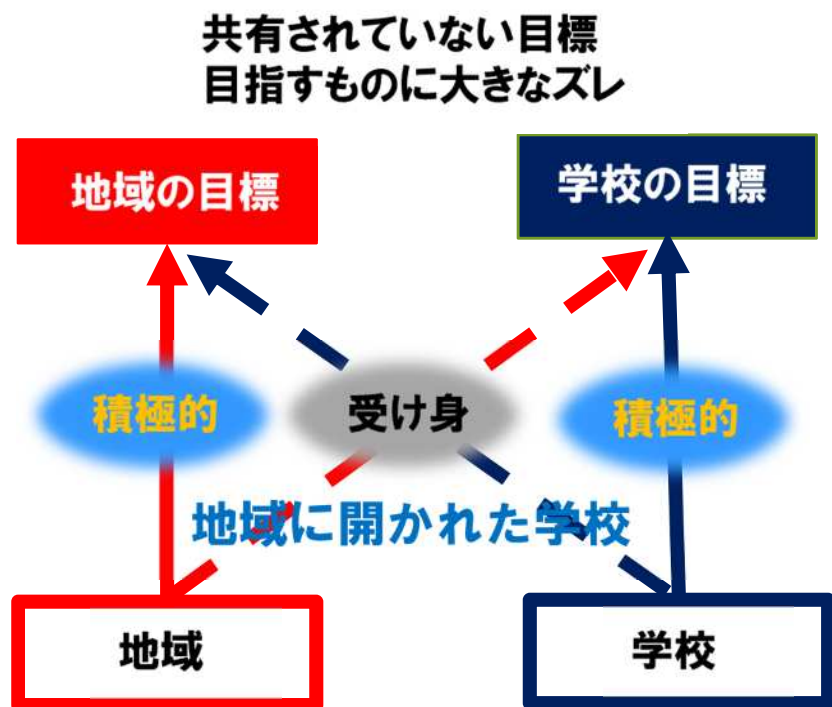 共有されていない目標
目指すものに大きなズレ
地域の目標
学校の目標
積極的
受け身
積極的
地域に開かれた学校
地域
学校